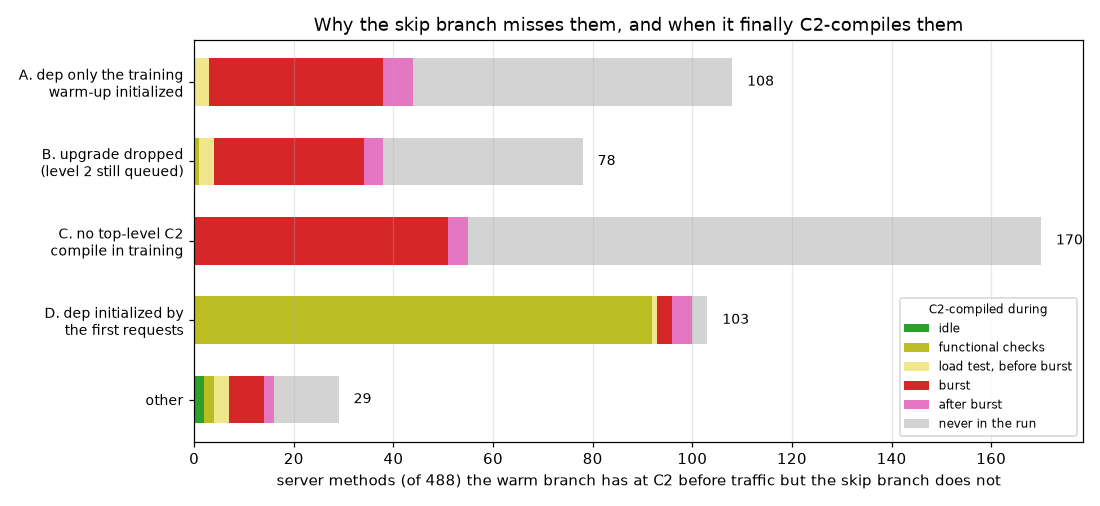 Why the skip branch misses them, and when it finally C2-compiles them
A. dep only the training
warm-up initialized
108
B. upgrade dropped
(level 2 still queued)
78
C. no top-level C2
compile in training
170
D. dep initialized by
the first requests
103
other
29
C2-compiled during
idle
functional checks
load test, before burst
burst
after burst
never in the run
0 20 40 60 80 100 120 140 160
server methods (of 488) the warm branch has at C2 before traffic but the skip branch does not